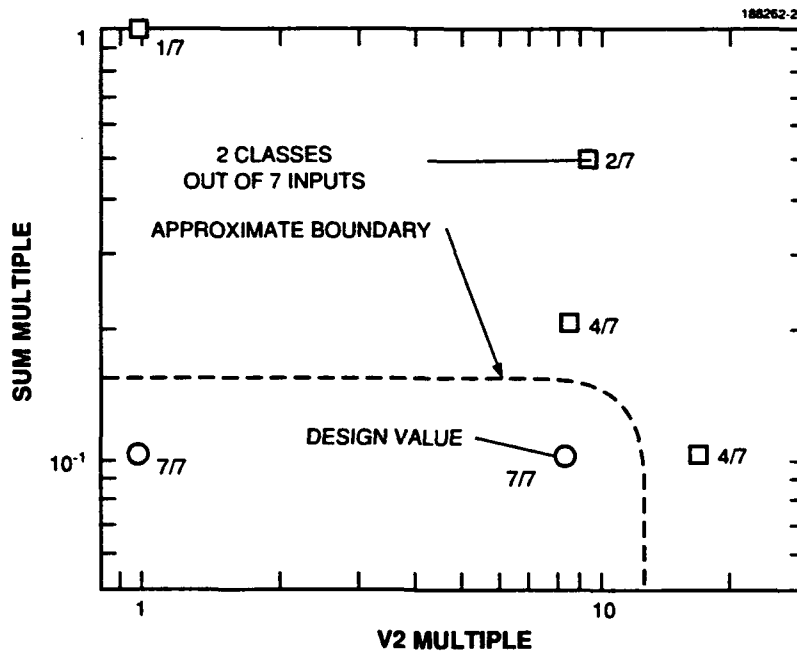 188262-2
1
1/7
2 CLASSES
OUT OF 7 INPUTS
2/7
APPROXIMATE BOUNDARY
4/7
SUM MULTIPLE
DESIGN VALUE
10⁻¹
7/7
7/7
4/7
1
10
V2 MULTIPLE